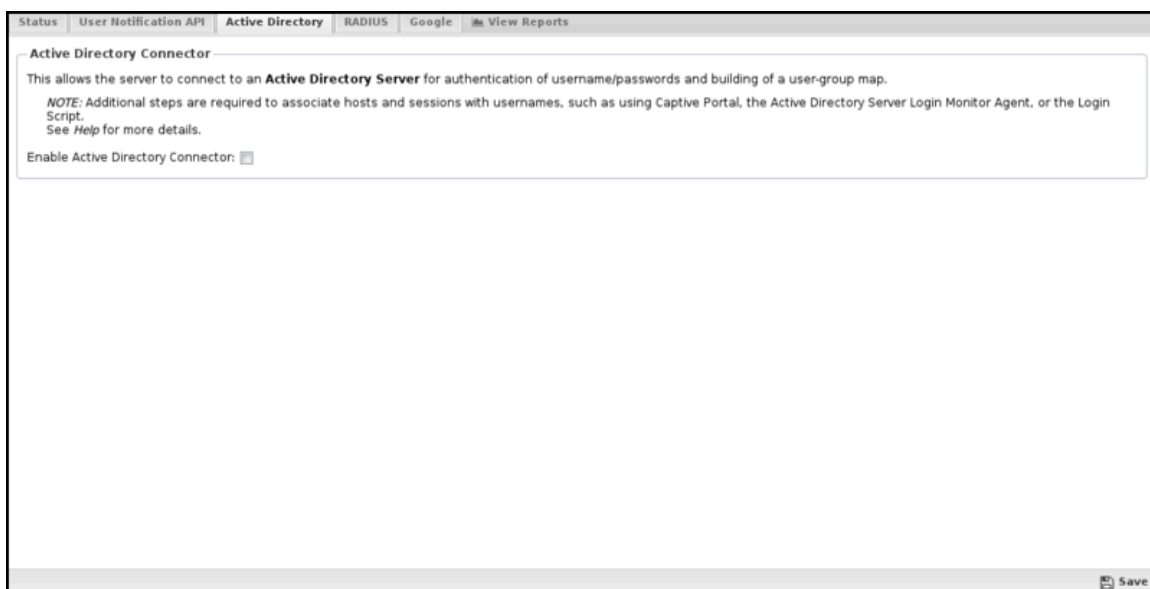 Status User Notification API Active Directory RADIUS Google View Reports
Active Directory Connector
This allows the server to connect to an Active Directory Server for authentication of username/passwords and building of a user-group map.
NOTE: Additional steps are required to associate hosts and sessions with usernames, such as using Captive Portal, the Active Directory Server Login Monitor Agent, or the Login
Script.
See Help for more details.
Enable Active Directory Connector:
Save